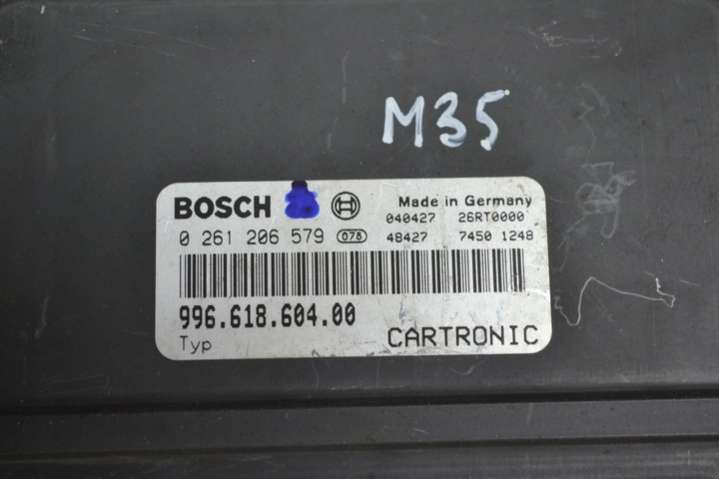 M35
BOSCH Made in Germany
040427 26RT0000
0 261 206 579 078 48427 7450 1248
996.618.604.00
Typ CARTRONIC